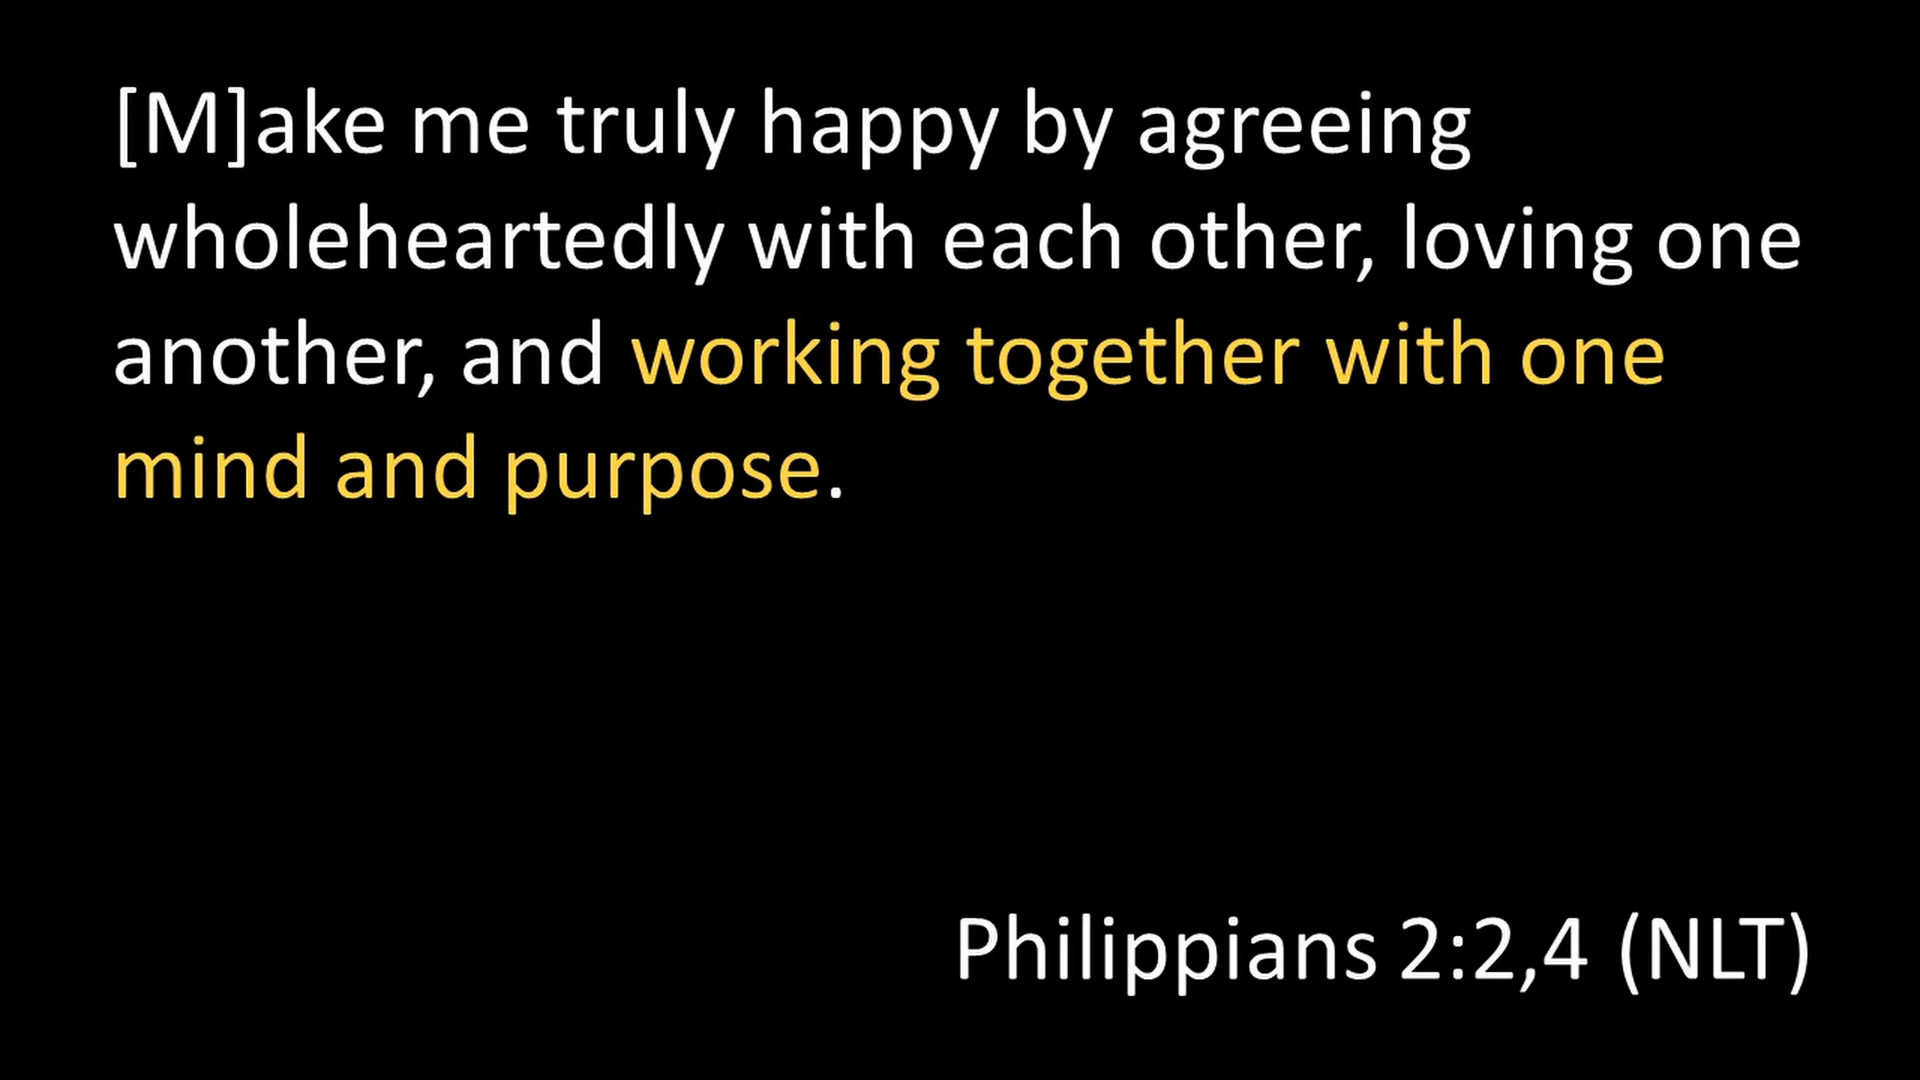 [M]ake me truly happy by agreeing
wholeheartedly with each other, loving one
another, and working together with one
mind and purpose.
Philippians 2:2,4 (NLT)